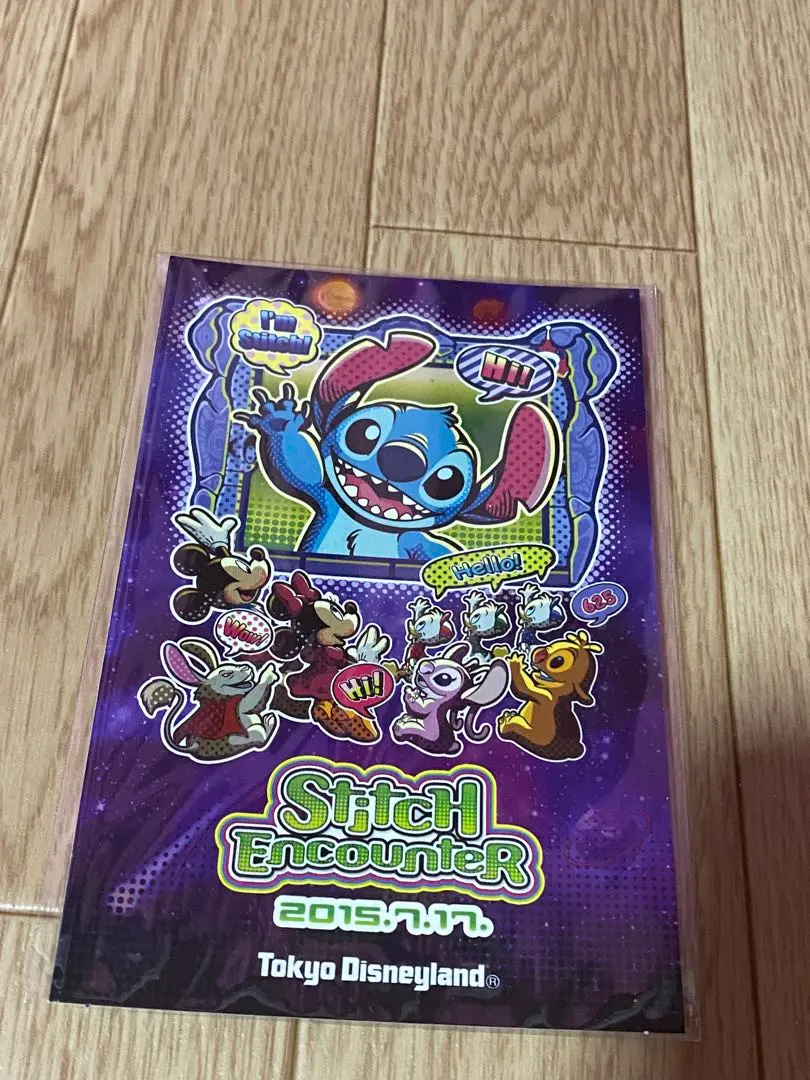 I'm
Stitch!
Hi!
Hello!
625
Wow!
Hi!
Stitch
Encounter
2015.7.17.
Tokyo Disneyland®